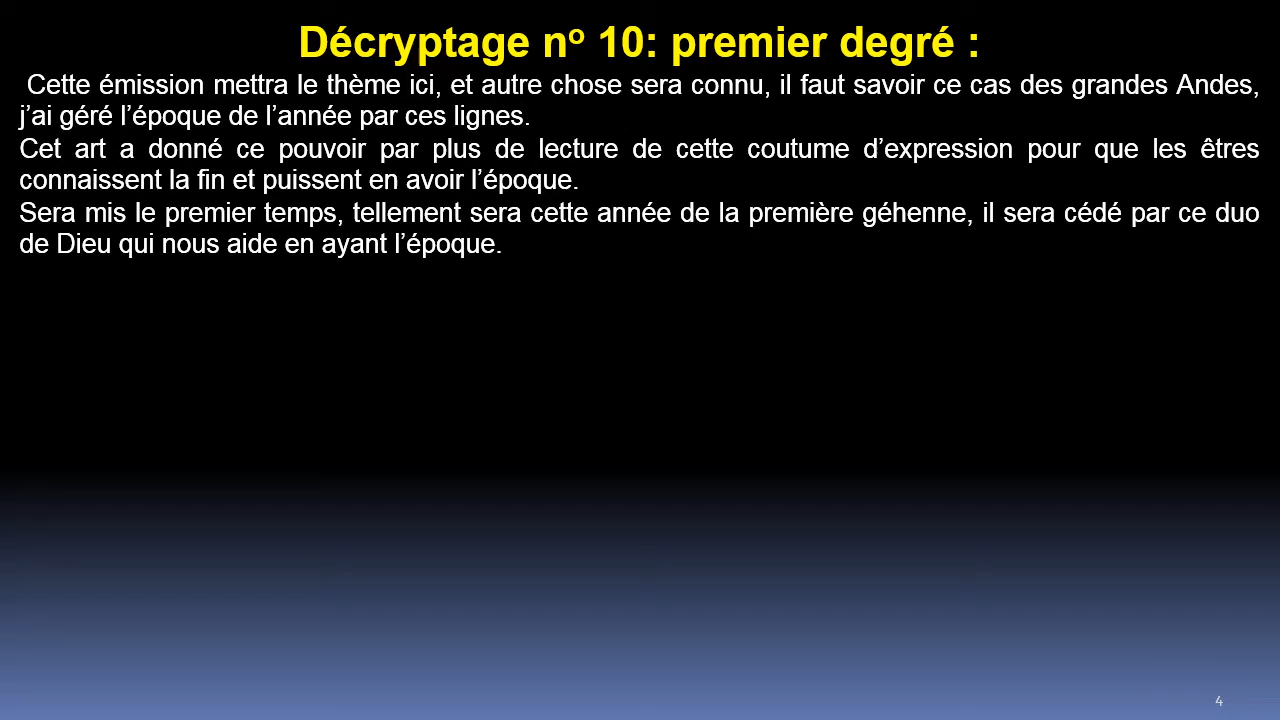 Décryptage nº 10: premier degré :
Cette émission mettra le thème ici, et autre chose sera connu, il faut savoir ce cas des grandes Andes,
j’ai géré l’époque de l’année par ces lignes.
Cet art a donné ce pouvoir par plus de lecture de cette coutume d’expression pour que les êtres
connaissent la fin et puissent en avoir l’époque.
Sera mis le premier temps, tellement sera cette année de la première géhenne, il sera cédé par ce duo
de Dieu qui nous aide en ayant l’époque.
4